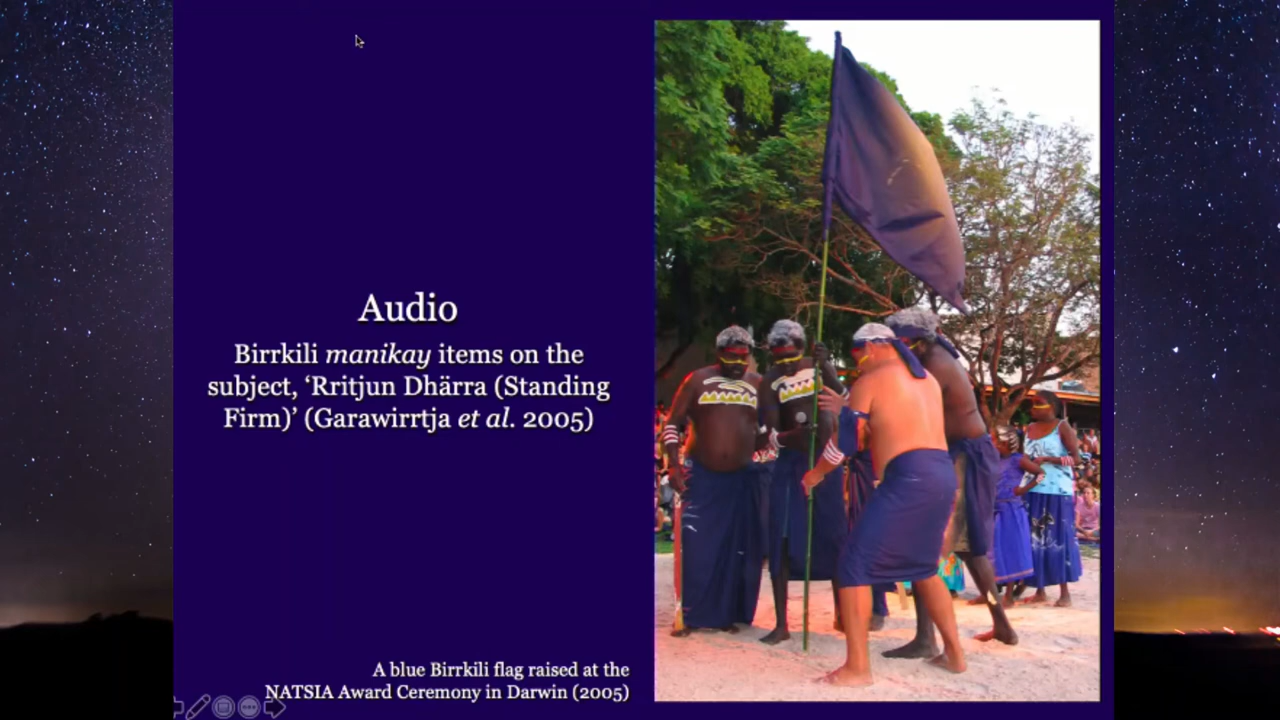 Audio
Birrkili manikay items on the
subject, ‘Rritjun Dhärra (Standing
Firm)’ (Garawirrtja et al. 2005)
A blue Birrkili flag raised at the
NATSIA Award Ceremony in Darwin (2005)